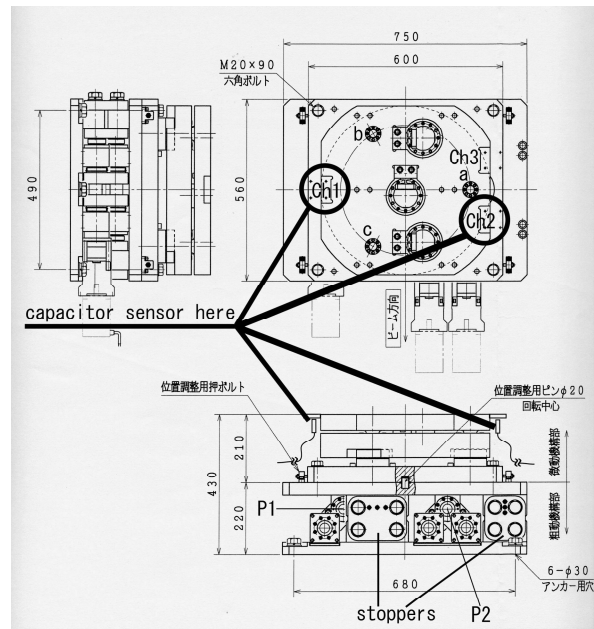 750
M20×90
六角ボルト
600
490
560
b
Ch3
a
Ch1
Ch2
c
capacitor sensor here
ビーム方向
位置調整用押ボルト
位置調整用ピンφ20
回転中心
430
210
220
微動機構部
粗動機構部
P1
6-φ30
アンカー用穴
680
stoppers
P2